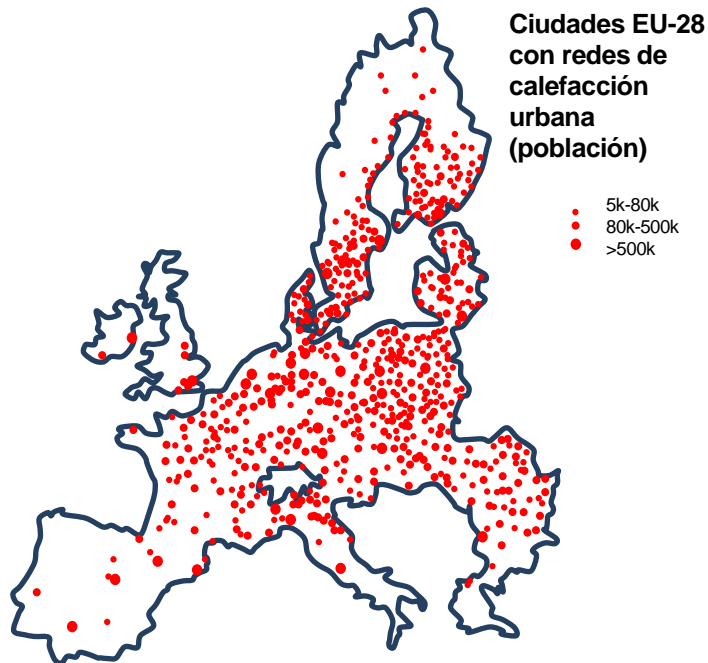 Ciudades EU-28
con redes de
calefacción
urbana
(población)
5k-80k
80k-500k
>500k